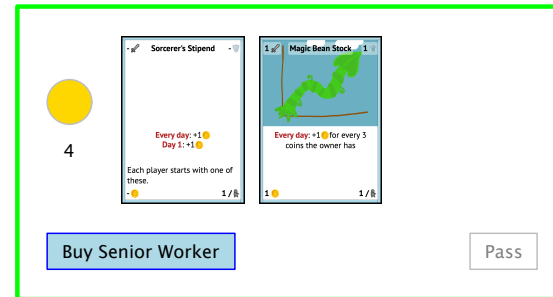 - Sorcerer's Stipend -
Every day: +1
Day 1: +1
Each player starts with one of
these.
- 1 /
1 Magic Bean Stock 1
Every day: +1 for every 3
coins the owner has
1 1 /
4
Buy Senior Worker
Pass